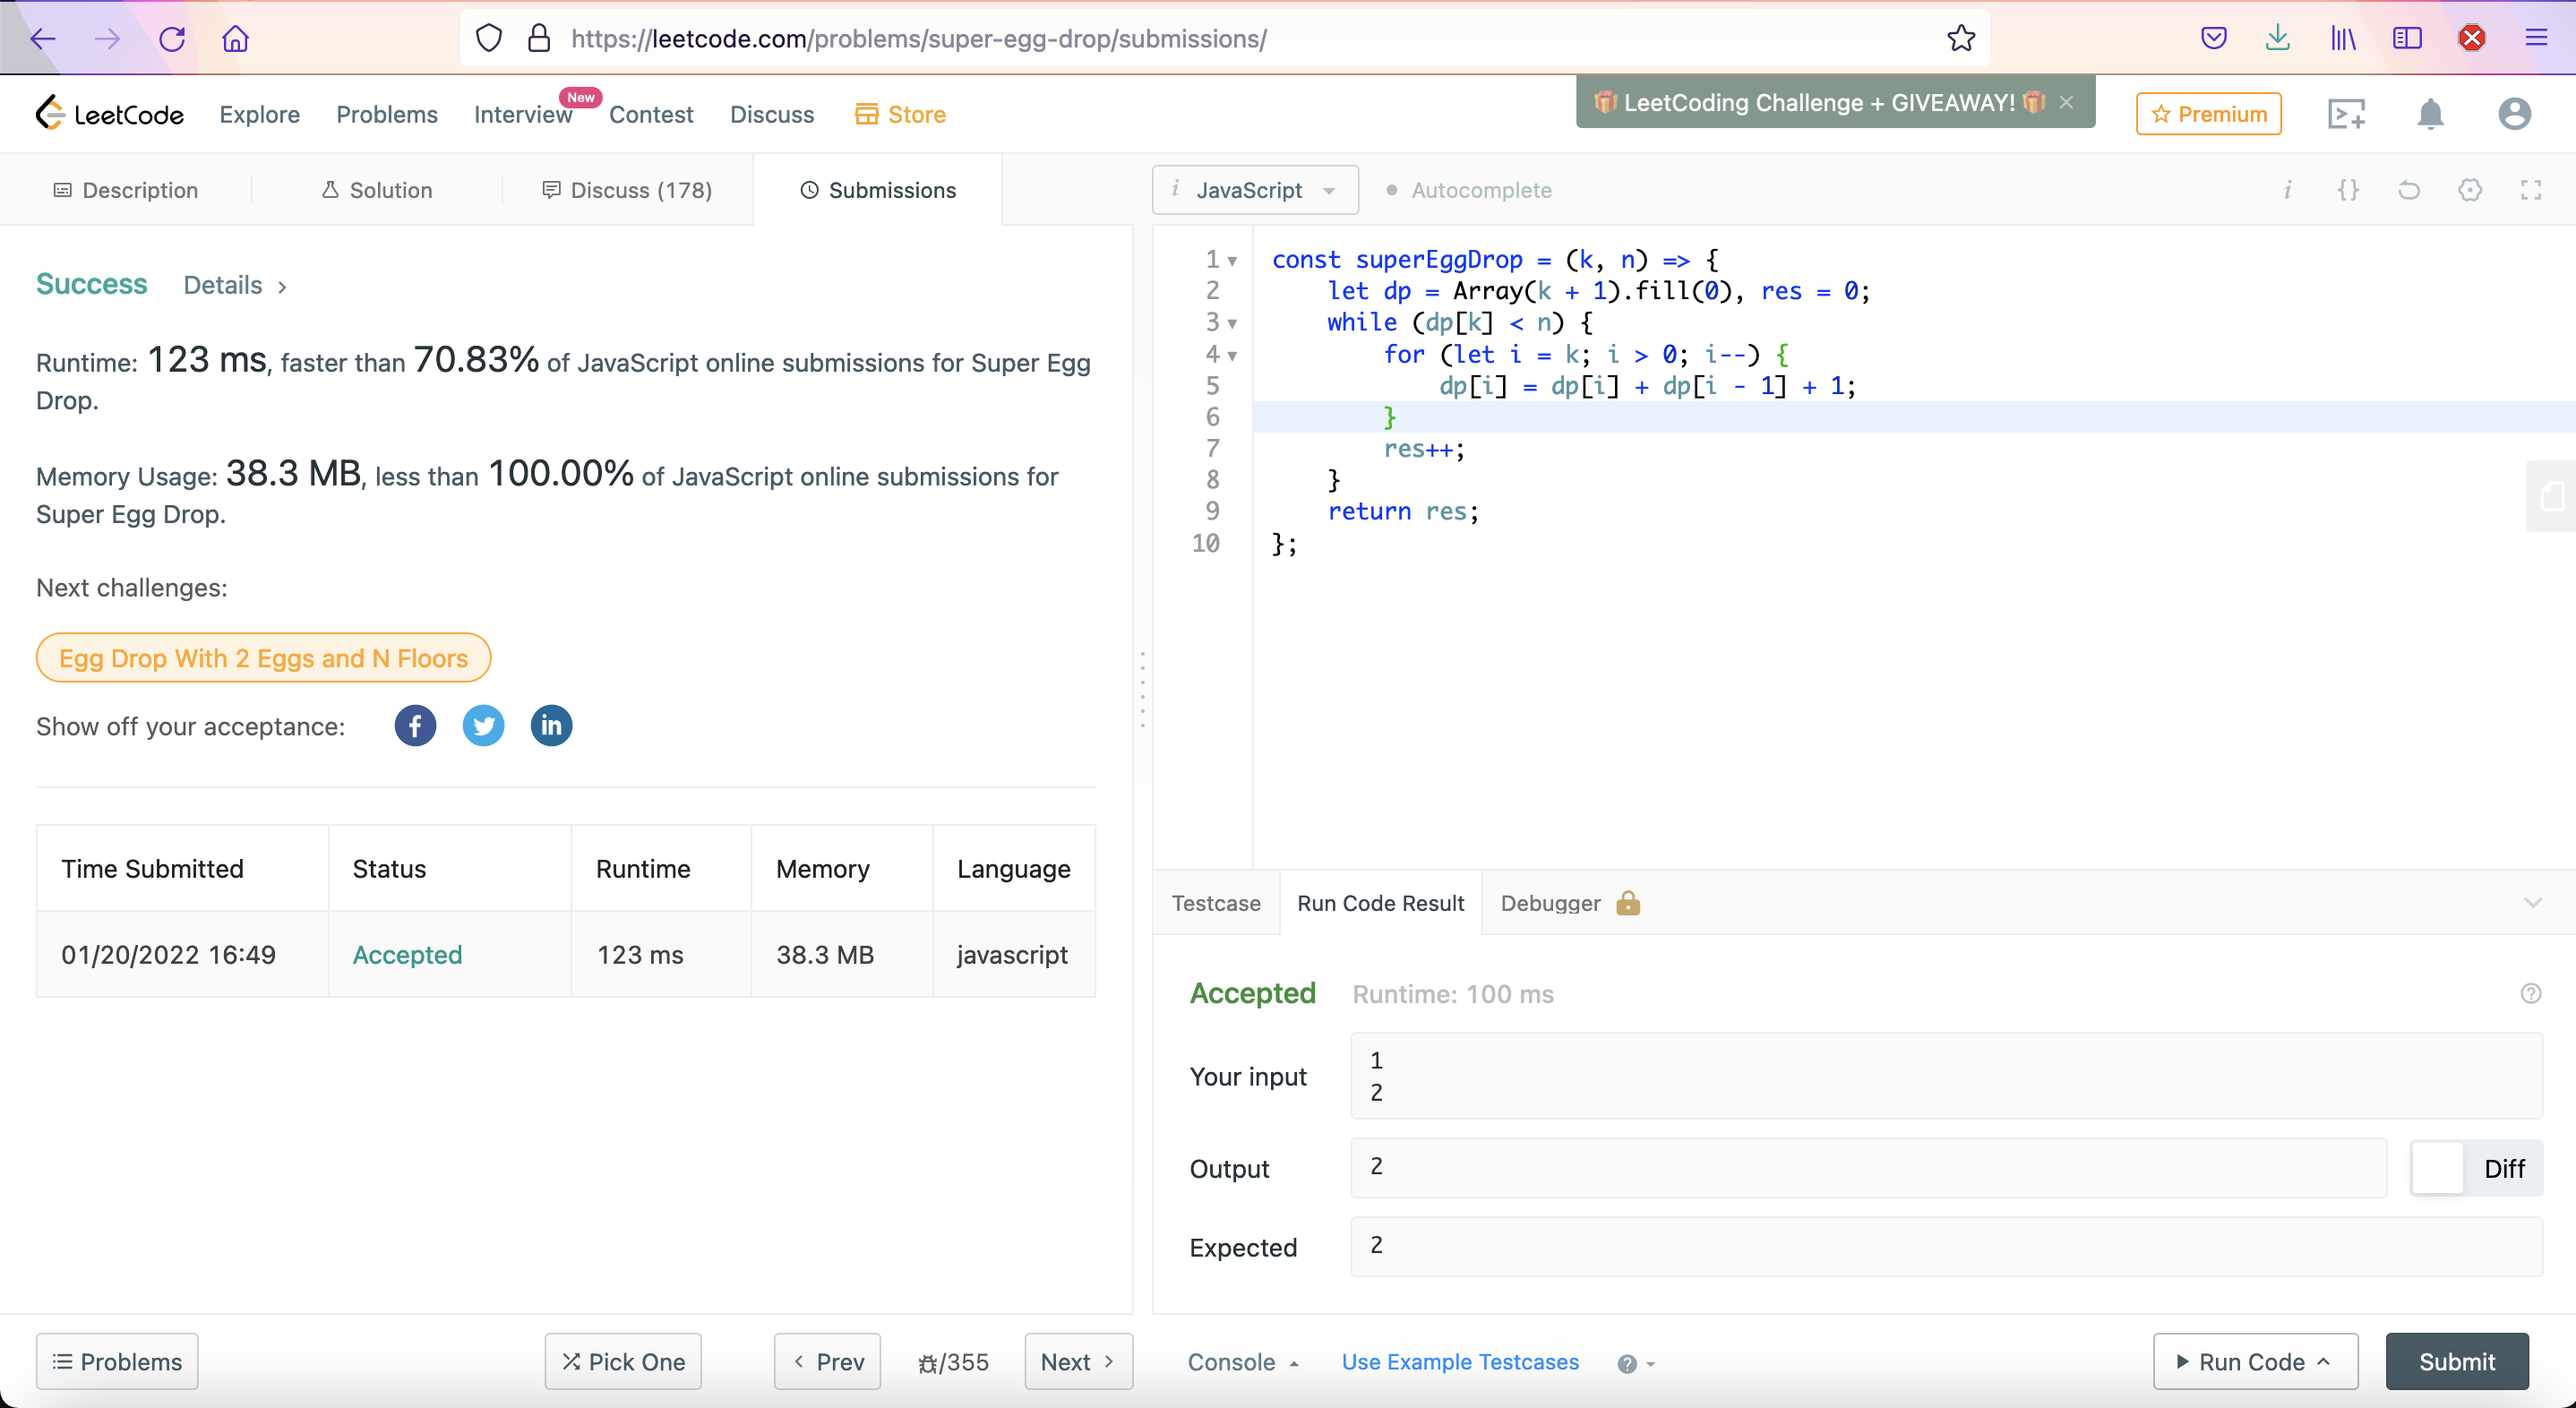 https://leetcode.com/problems/super-egg-drop/submissions/
LeetCode
Explore
Problems
Interview
New
Contest
Discuss
Store
LeetCoding Challenge + GIVEAWAY!
Premium
Description
Solution
Discuss (178)
Submissions
Success
Details
Runtime: 123 ms, faster than 70.83% of JavaScript online submissions for Super Egg
Drop.
Memory Usage: 38.3 MB, less than 100.00% of JavaScript online submissions for
Super Egg Drop.
Next challenges:
Egg Drop With 2 Eggs and N Floors
Show off your acceptance:
Time Submitted Status Runtime Memory Language
01/20/2022 16:49 Accepted 123 ms 38.3 MB javascript
Problems
Pick One
Prev
/355
Next
i JavaScript
Autocomplete
i {}
1 const superEggDrop = (k, n) => {
2 let dp = Array(k + 1).fill(0), res = 0;
3 while (dp[k] < n) {
4 for (let i = k; i > 0; i--) {
5 dp[i] = dp[i] + dp[i - 1] + 1;
6 }
7 res++;
8 }
9 return res;
10 };
Testcase
Run Code Result
Debugger
Accepted
Runtime: 100 ms
Your input
1
2
Output
2
Diff
Expected
2
Console
Use Example Testcases
Run Code
Submit